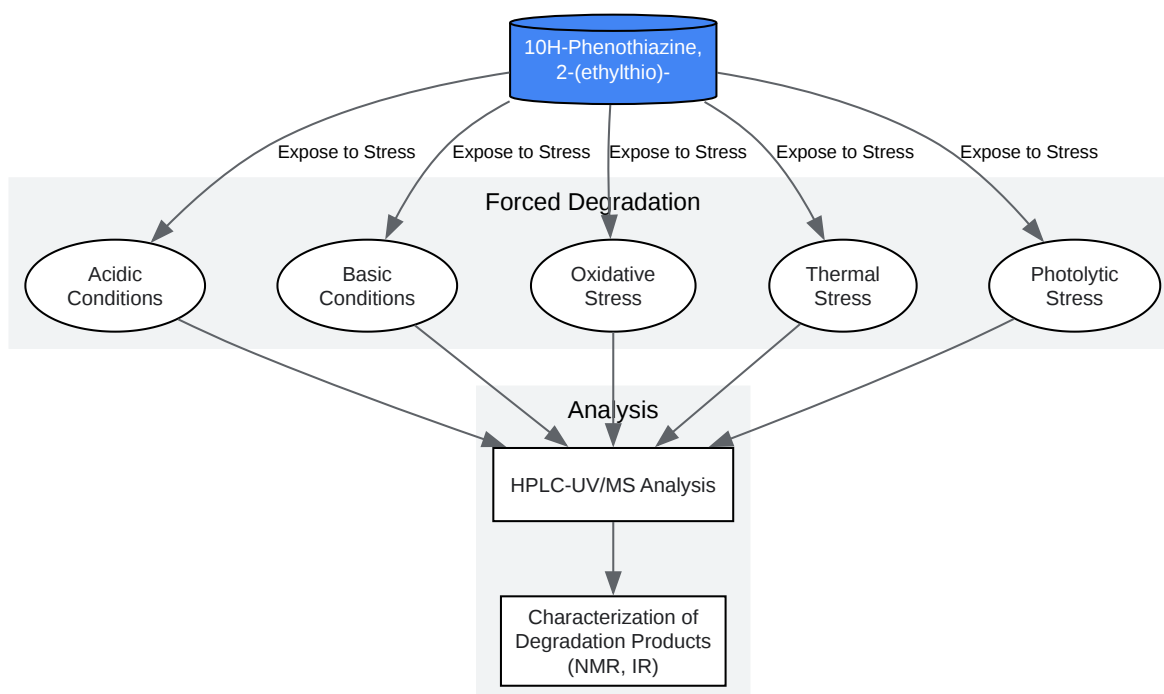 10H-Phenothiazine,
2-(ethylthio)-
Expose to Stress
Expose to Stress
Expose to Stress
Expose to Stress
Expose to Stress
Forced Degradation
Acidic
Conditions
Basic
Conditions
Oxidative
Stress
Thermal
Stress
Photolytic
Stress
Analysis
HPLC-UV/MS Analysis
Characterization of
Degradation Products
(NMR, IR)